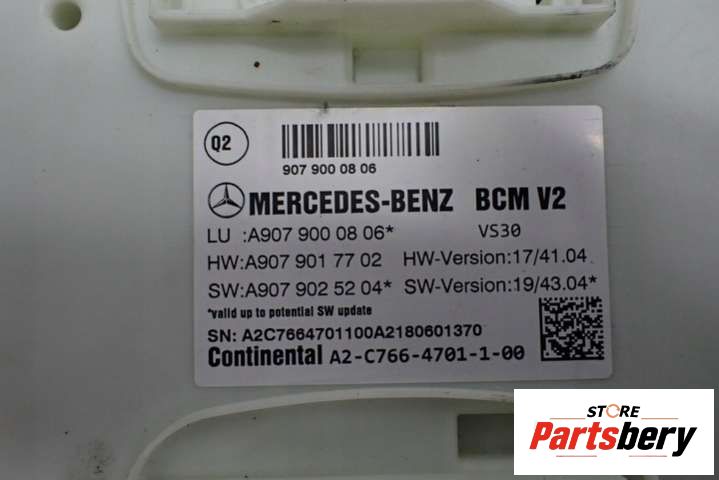 Q2
907 900 08 06
MERCEDES-BENZ BCM V2
LU :A907 900 08 06* VS30
HW:A907 901 77 02 HW-Version:17/41.04
SW:A907 902 52 04* SW-Version:19/43.04*
*valid up to potential SW update
SN: A2C7664701100A2180601370
Continental A2-C766-4701-1-00
STORE
Partsbery